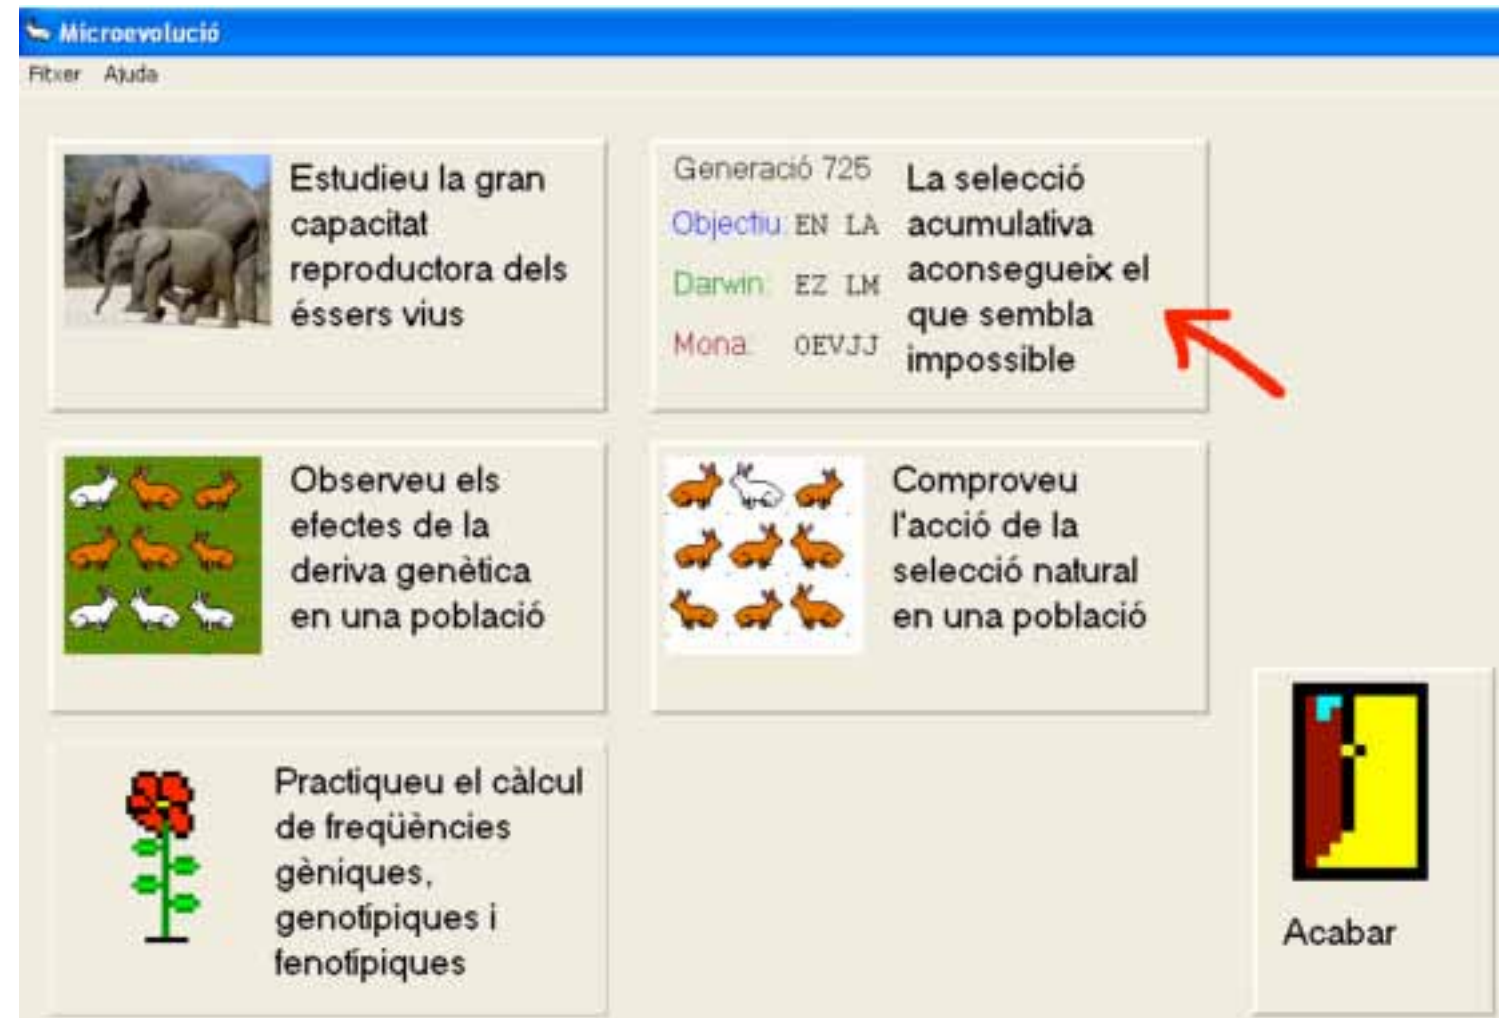 Microevolució
Fitxer Ajuda
Estudieu la gran
capacitat
reproductora dels
éssers vius
Generació 725
Objectiu: EN LA
Darwin: EZ LM
Mona: OEVJJ
La selecció
acumulativa
aconsegueix el
que sembla
impossible
Observeu els
efectes de la
deriva genètica
en una població
Comproveu
l'acció de la
selecció natural
en una població
Practiqueu el càlcul
de freqüències
gèniques,
genotípiques i
fenotípiques
Acabar